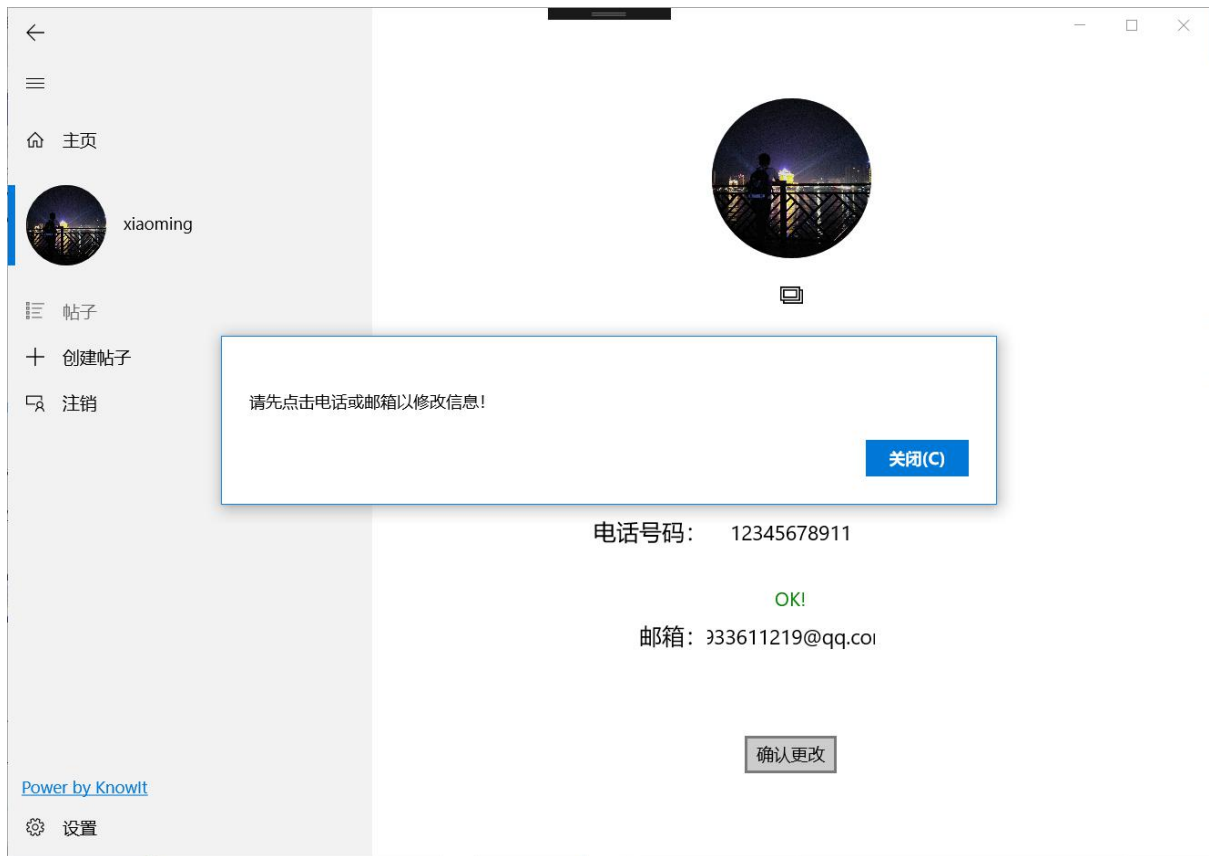 主页
xiaoming
帖子
创建帖子
注销
请先点击电话或邮箱以修改信息！
关闭(C)
电话号码： 12345678911
OK!
邮箱： 933611219@qq.co
确认更改
Power by KnowIt
设置